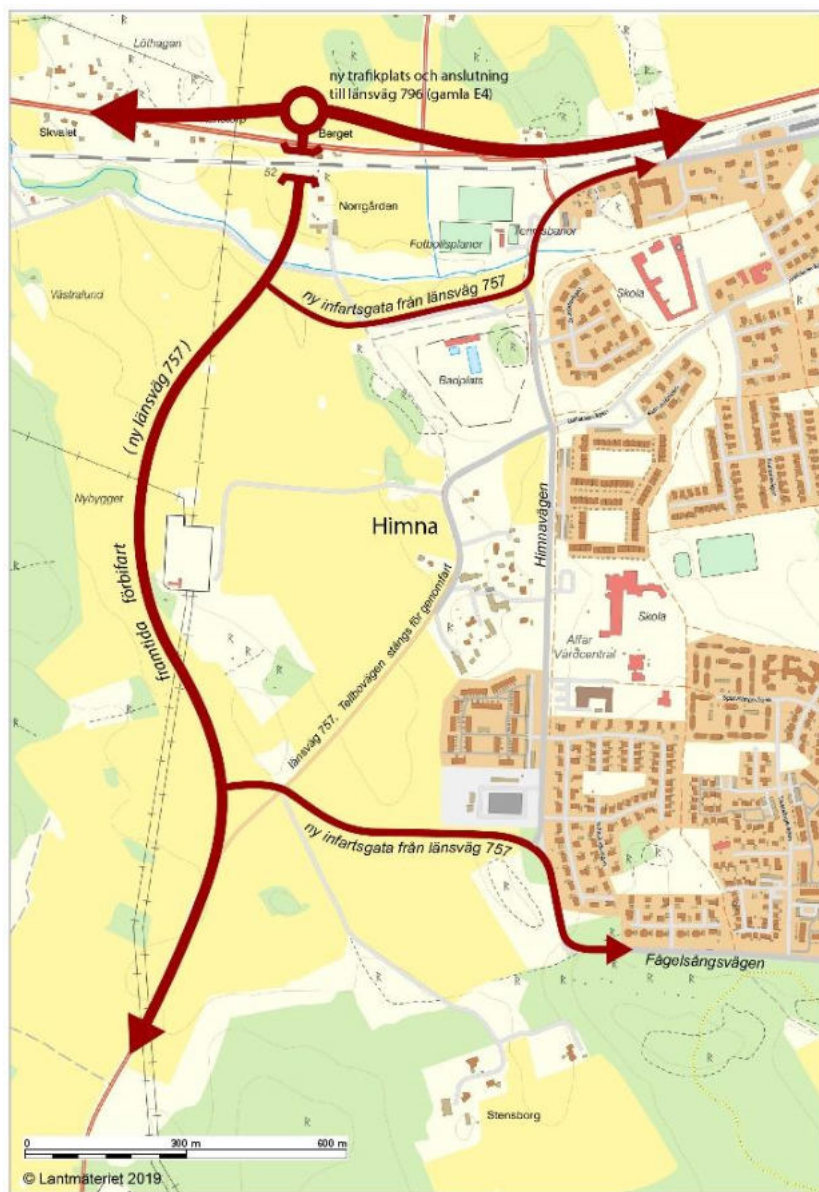 Löthagen
ny trafikplats och anslutning
till länsväg 796 (gamla E4)
Skvalet
Berget
52
Norrgården
Fotbollsplaner
Tennisbanor
Skola
Västralund
ny infartsgata från länsväg 757
( ny länsväg 757 )
Badplats
Nybygget
Himna
Himnavägen
framtida förbifart
länsväg 757, Tellbovägen stängs för genomfart
Affär
Vårdcentral
Skola
ny infartsgata från länsväg 757
Fågelsångsvägen
Stensborg
0 300 m 600 m
© Lantmäteriet 2019